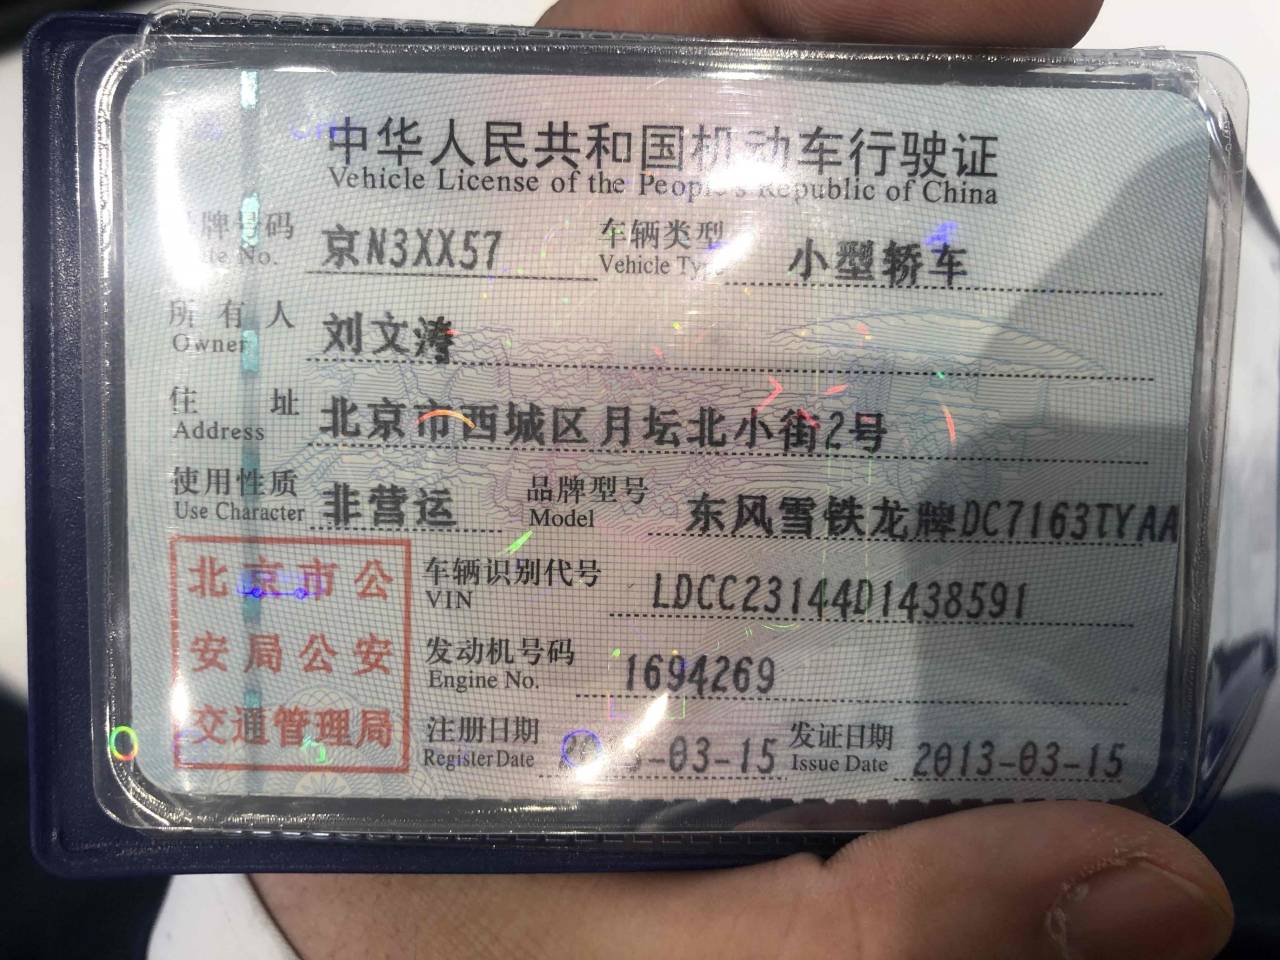 中华人民共和国机动车行驶证
Vehicle License of the People's Republic of China
牌号码 京N3XX57 车辆类型 小型轿车
No. Vehicle Type
所有人 刘文涛
Owner
住址 北京市西城区月坛北小街2号
Address
使用性质 非营运 品牌型号 东风雪铁龙牌DC7163TYAA
Use Character Model
北京市公
安局公安
交通管理局
车辆识别代号 LDCC23144D1438591
VIN
发动机号码 1694269
Engine No.
注册日期 -03-15 发证日期 2013-03-15
Register Date Issue Date